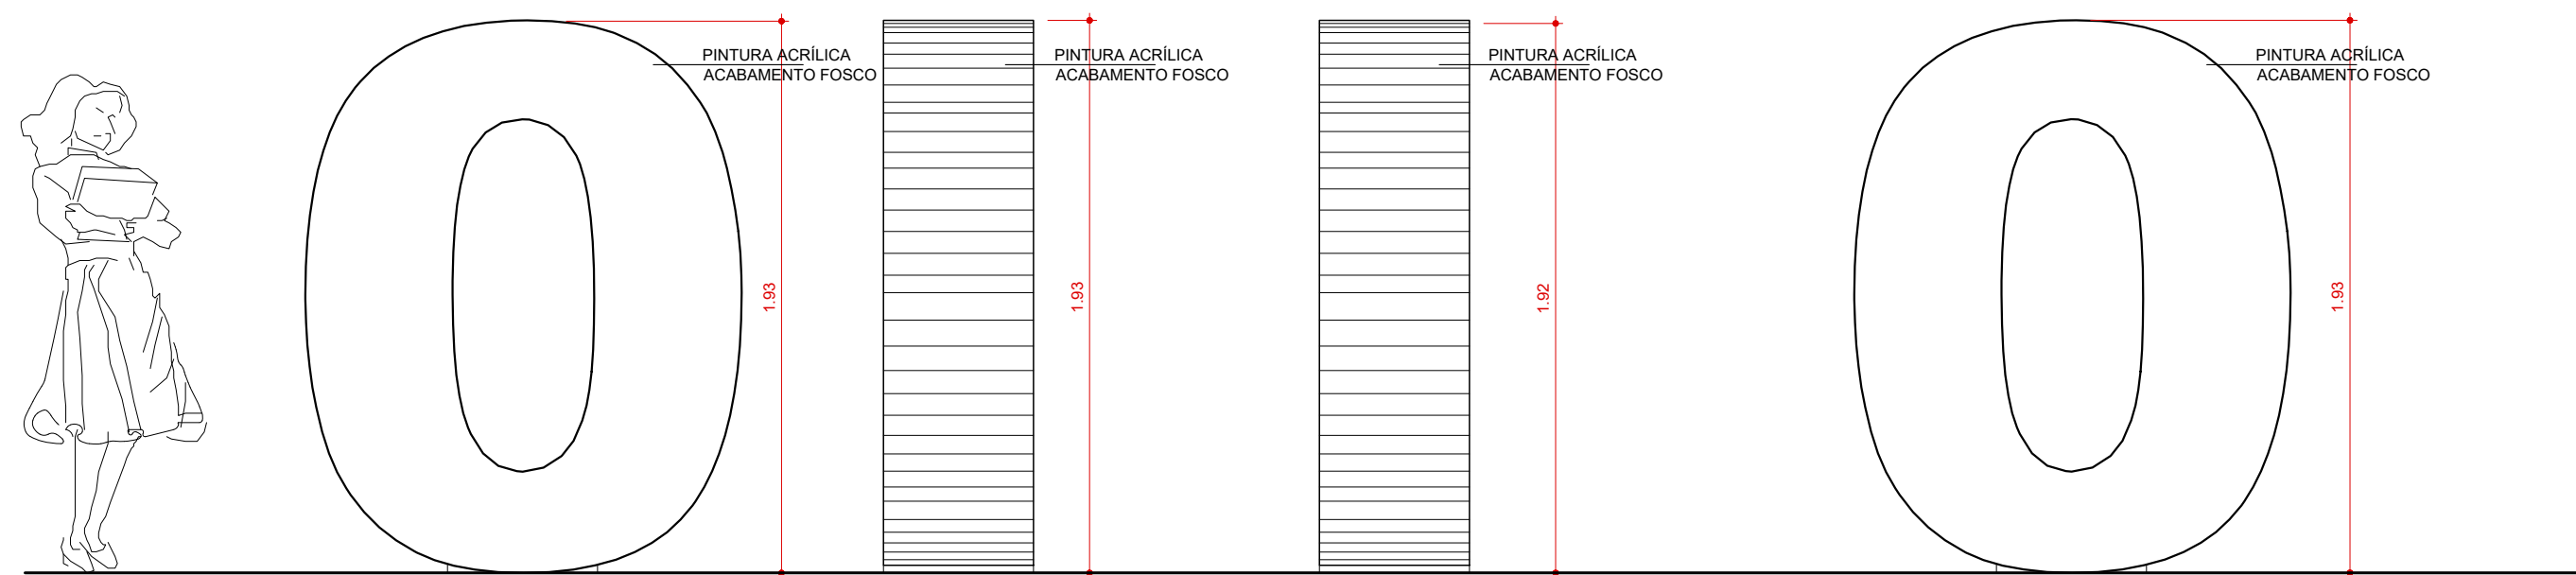 PINTURA ACRÍLICA
ACABAMENTO FOSCO
1.93
PINTURA ACRÍLICA
ACABAMENTO FOSCO
1.93
PINTURA ACRÍLICA
ACABAMENTO FOSCO
1.92
PINTURA ACRÍLICA
ACABAMENTO FOSCO
1.93